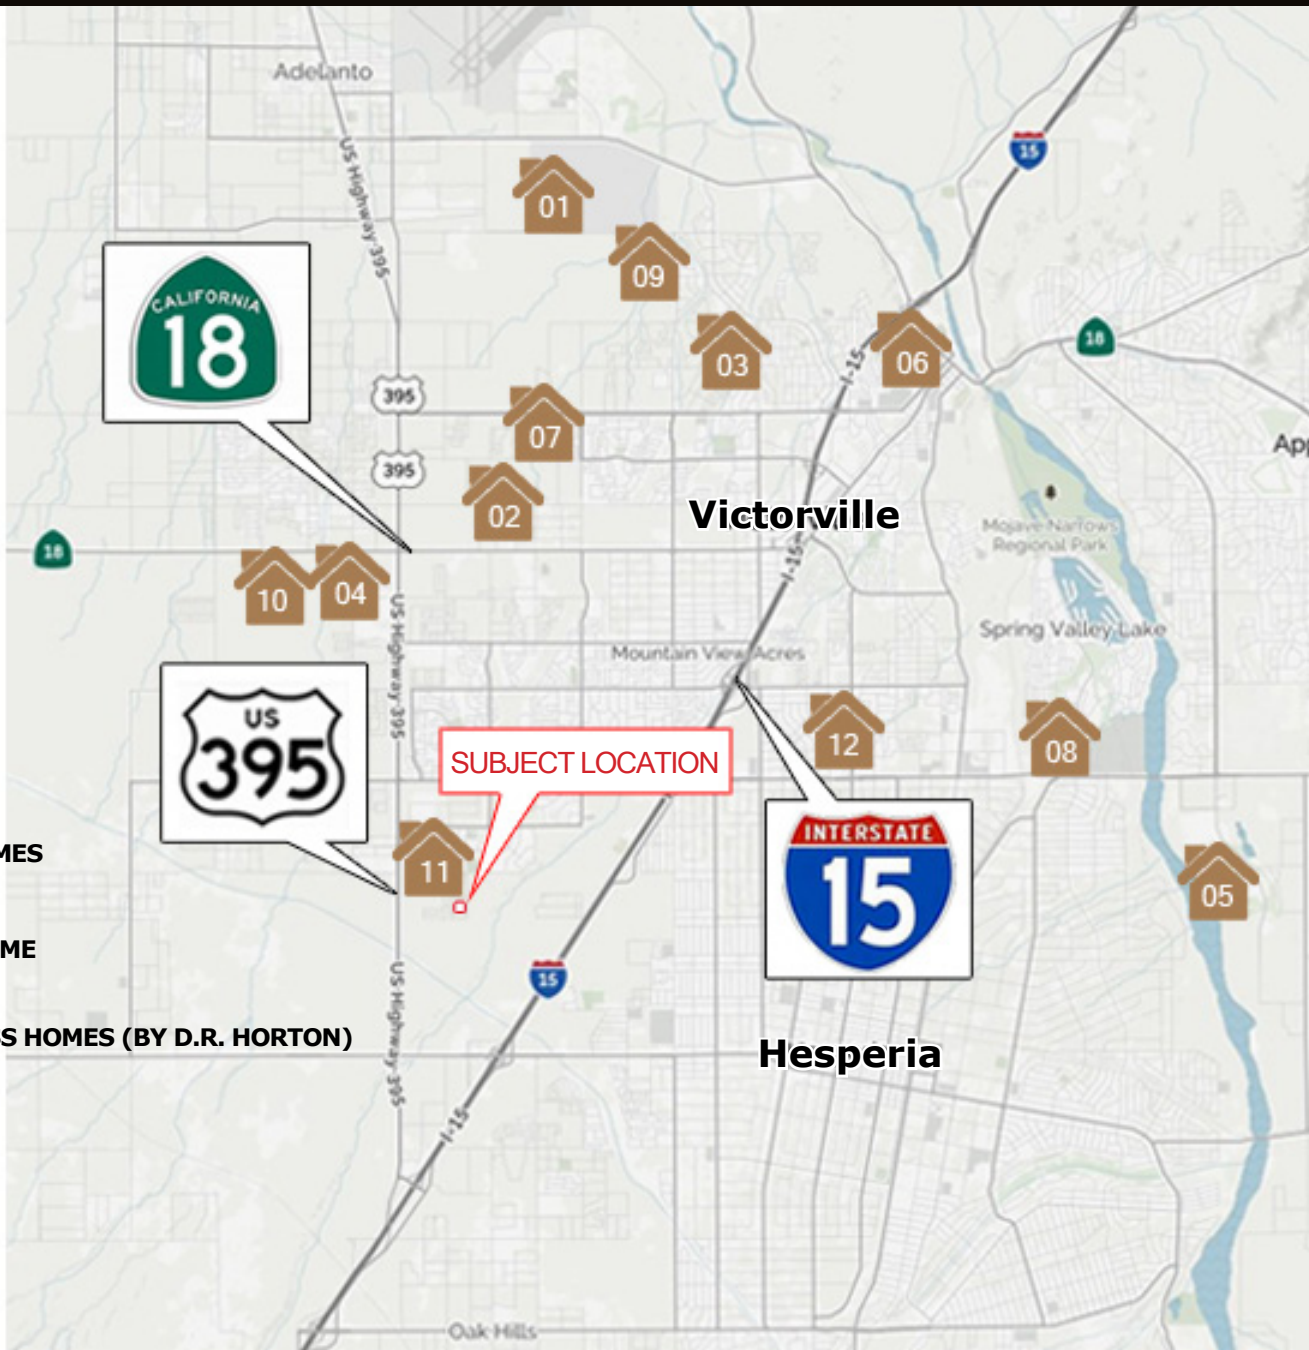 Adelanto
15
US Highway 395
01
09
CALIFORNIA
18
03
06
18
I-15
395
07
App
395
02
Victorville
Mojave Narrows
Regional Park
18
I-15
10
04
US Highway 395
Spring Valley Lake
Mountain View Acres
US
395
12
08
SUBJECT LOCATION
INTERSTATE
15
MES
11
05
ME
15
US Highway 395
S HOMES (BY D.R. HORTON)
Hesperia
I-15
Oak Hills